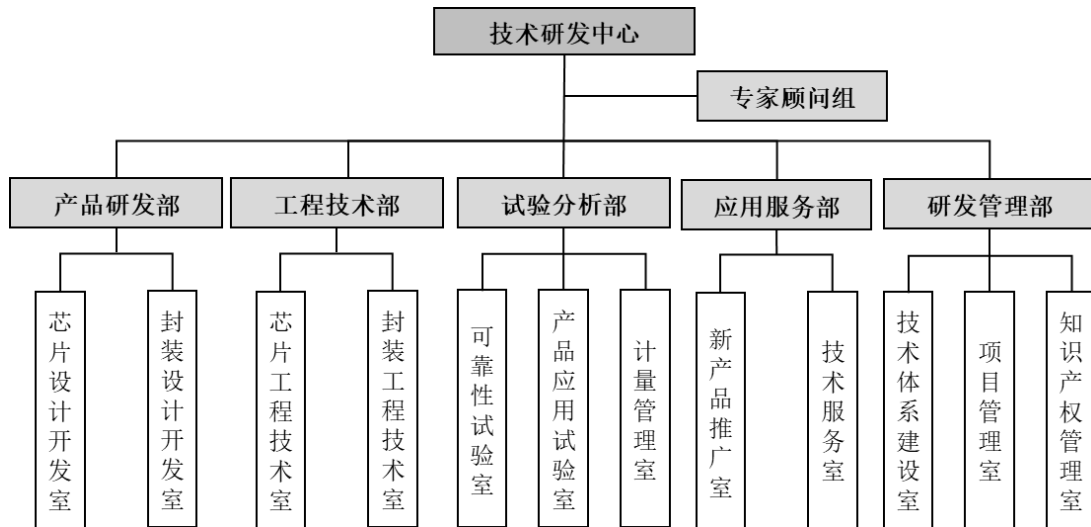 技术研发中心
专家顾问组
产品研发部
工程技术部
试验分析部
应用服务部
研发管理部
芯片设计开发室
封装设计开发室
芯片工程技术室
封装工程技术室
可靠性试验室
产品应用试验室
计量管理室
新产品推广室
技术服务室
技术体系建设室
项目管理室
知识产权管理室